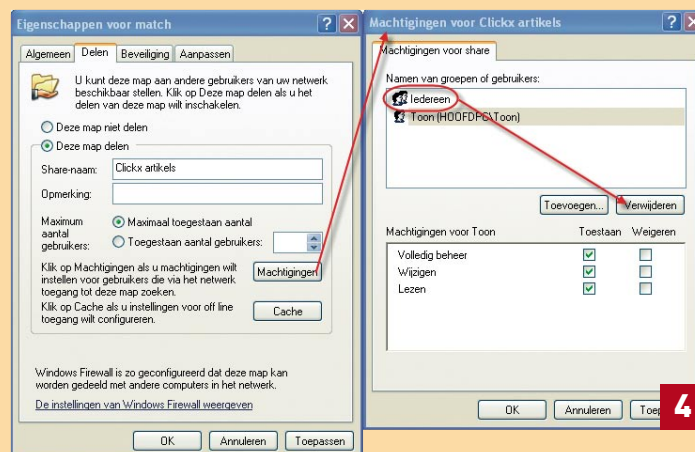 Eigenschappen voor match
Algemeen Delen Beveiliging Aanpassen
U kunt deze map aan andere gebruikers van uw netwerk
beschikbaar stellen. Klik op Deze map delen als u het
delen van deze map wilt inschakelen.
Deze map niet delen
Deze map delen
Share-naam: Clickx artikels
Opmerking:
Maximum
aantal
gebruikers:
Maximaal toegestaan aantal
Toegestaan aantal gebruikers:
Klik op Machtigingen als u machtigingen wilt
instellen voor gebruikers die via het netwerk
toegang tot deze map zoeken.
Machtigingen
Klik op Cache als u instellingen voor off line
toegang wilt configureren.
Cache
Windows Firewall is zo geconfigureerd dat deze map kan
worden gedeeld met andere computers in het netwerk.
De instellingen van Windows Firewall weergeven
OK Annuleren Toepassen
Machtigingen voor Clickx artikels
Machtigingen voor share
Namen van groepen of gebruikers:
Iedereen
Toon (HOOFDPC\Toon)
Toevoegen... Verwijderen
Machtigingen voor Toon Toestaan Weigeren
Volledig beheer
Wijzigen
Lezen
OK Annuleren
4